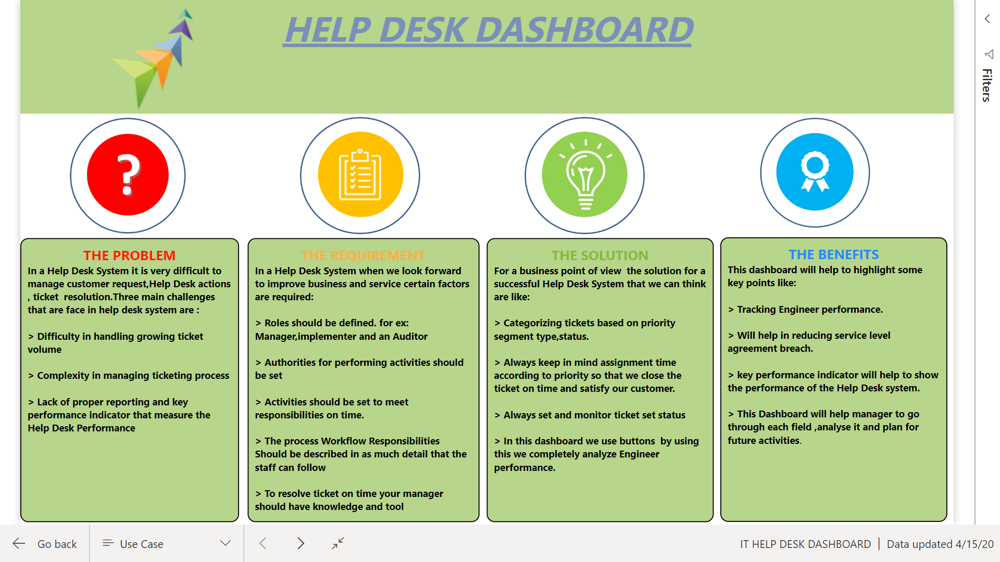 HELP DESK DASHBOARD
Filters
?
THE PROBLEM
In a Help Desk System it is very difficult to
manage customer request,Help Desk actions
, ticket  resolution.Three main challenges
that are face in help desk system are :
> Difficulty in handling growing ticket
volume
> Complexity in managing ticketing process
> Lack of proper reporting and key
performance indicator that measure the
Help Desk Performance
THE REQUIREMENT
In a Help Desk System when we look forward
to improve business and service certain factors
are required:
> Roles should be defined. for ex:
Manager,implementer and an Auditor
> Authorities for performing activities should
be set
> Activities should be set to meet
responsibilities on time.
> The process Workflow Responsibilities
Should be described in as much detail that the
staff can follow
> To resolve ticket on time your manager
should have knowledge and tool
THE SOLUTION
For a business point of view  the solution for a
successful Help Desk System that we can think
are like:
> Categorizing tickets based on priority
segment type,status.
> Always keep in mind assignment time
according to priority so that we close the
ticket on time and satisfy our customer.
> Always set and monitor ticket set status
> In this dashboard we use buttons  by using
this we completely analyze Engineer
performance.
THE BENEFITS
This dashboard will help to highlight some
key points like:
> Tracking Engineer performance.
> Will help in reducing service level
agreement breach.
> key performance indicator will help to show
the performance of the Help Desk system.
> This Dashboard will help manager to go
through each field ,analyse it and plan for
future activities.
Go back
Use Case
IT HELP DESK DASHBOARD | Data updated 4/15/20